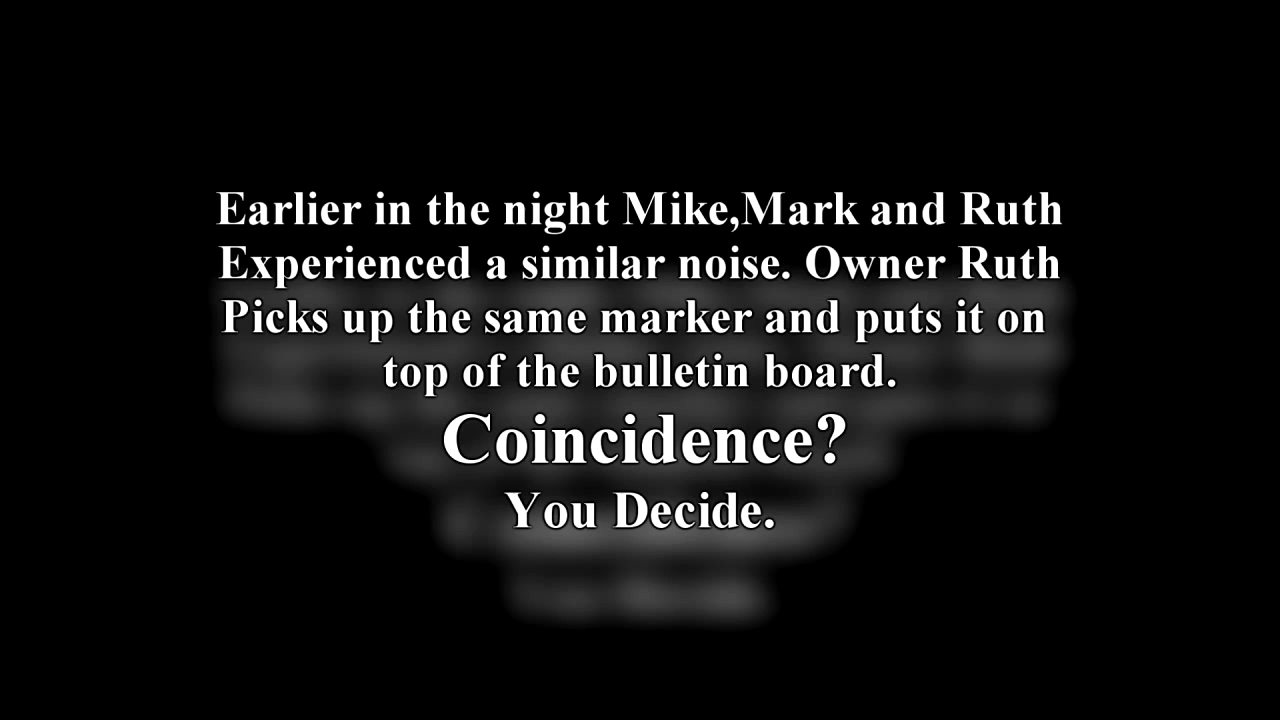 Earlier in the night Mike,Mark and Ruth
Experienced a similar noise. Owner Ruth
Picks up the same marker and puts it on
top of the bulletin board.
Coincidence?
You Decide.